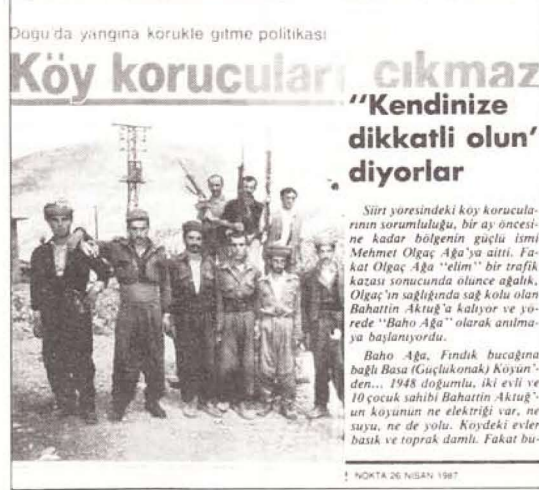 Doğu'da yangına körükle gitme politikası
Köy korucuları çıkmaz
"Kendinize
dikkatli olun'
diyorlar
Siirt yöresindeki köy korucula-
rının sorumluluğu, bir ay öncesi-
ne kadar bölgenin güçlü ismi
Mehmet Olgaç Ağa'ya aitti. Fa-
kat Olgaç Ağa "elim" bir trafik
kazası sonucunda ölünce ağalık,
Olgaç'ın sağlığında sağ kolu olan
Bahattin Aktuğ'a kalıyor ve yö-
rede "Baho Ağa" olarak anılma-
ya başlanıyordu.
Baho Ağa, Fındık bucağına
bağlı Basa (Güçlükonak) Köyün'-
den... 1948 doğumlu, iki evli ve
10 çocuk sahibi Bahattin Aktuğ'-
un köyünün ne elektriği var, ne
suyu, ne de yolu. Köydeki evler
basık ve toprak damlı. Fakat bu-
NOKTA 26 NİSAN 1987